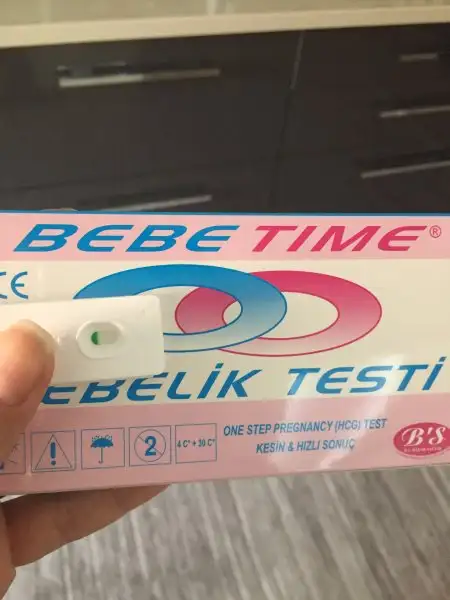 BEBE TIME®
CE
EBELİK TESTİ
2
4 C° + 30 C°
ONE STEP PREGNANCY (HCG) TEST
KESİN & HIZLI SONUÇ
B'S